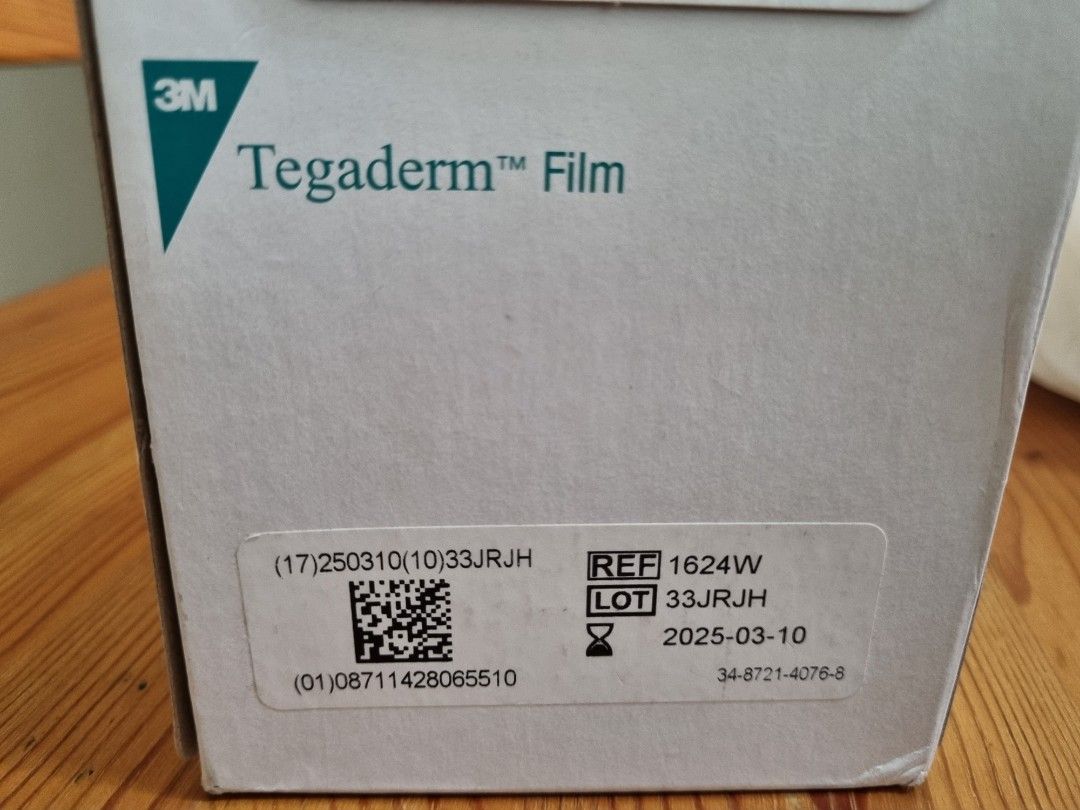 3M
Tegaderm™ Film
(17)250310(10)33JRJH
(01)08711428065510
REF 1624W
LOT 33JRJH
2025-03-10
34-8721-4076-8